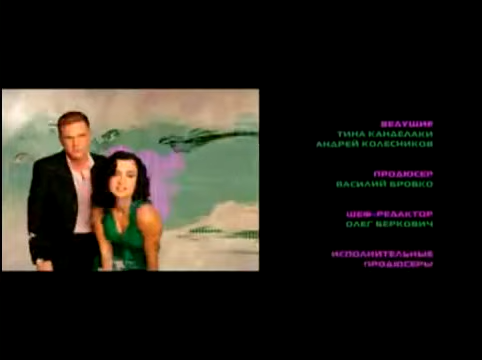 ВЕДУЩИЕ
ТИНА КАНДЕЛАКИ
АНДРЕЙ КОЛЕСНИКОВ
ПРОДЮСЕР
ВАСИЛИЙ БРОВКО
ШЕФ-РЕДАКТОР
ОЛЕГ БЕРКОВИЧ
ИСПОЛНИТЕЛЬНЫЕ
ПРОДЮСЕРЫ